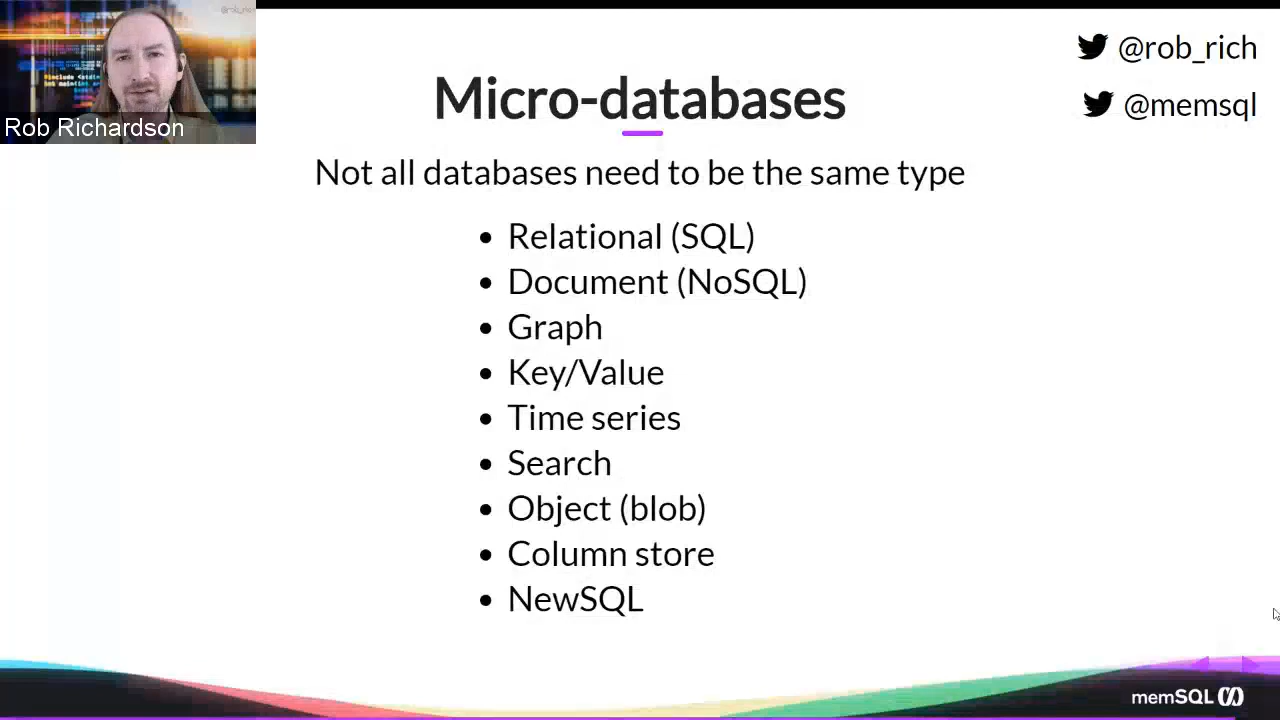 @rob_rich
Rob Richardson
@rob_rich
@memsql
Micro-databases
Not all databases need to be the same type
• Relational (SQL)
• Document (NoSQL)
• Graph
• Key/Value
• Time series
• Search
• Object (blob)
• Column store
• NewSQL
memSQL